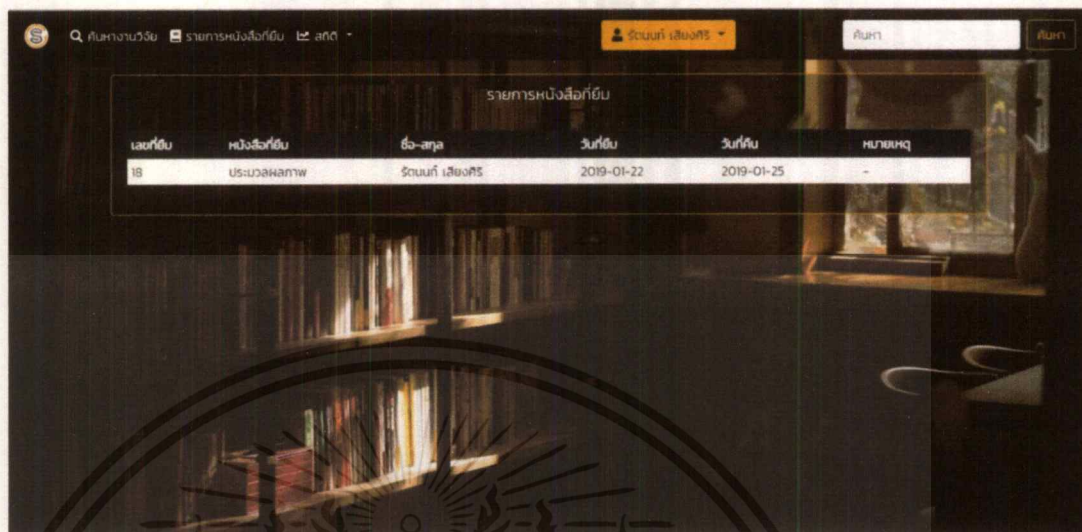 ค้นหางานวิจัย รายการหนังสือที่ยืม สถิติ รัตนนท์ เสียงศิริ ค้นหา ค้นหา
รายการหนังสือที่ยืม
เลขที่ยืม หนังสือที่ยืม ชื่อ-สกุล วันที่ยืม วันที่คืน หมายเหตุ
18 ประมวลผลภาพ รัตนนท์ เสียงศิริ 2019-01-22 2019-01-25 -